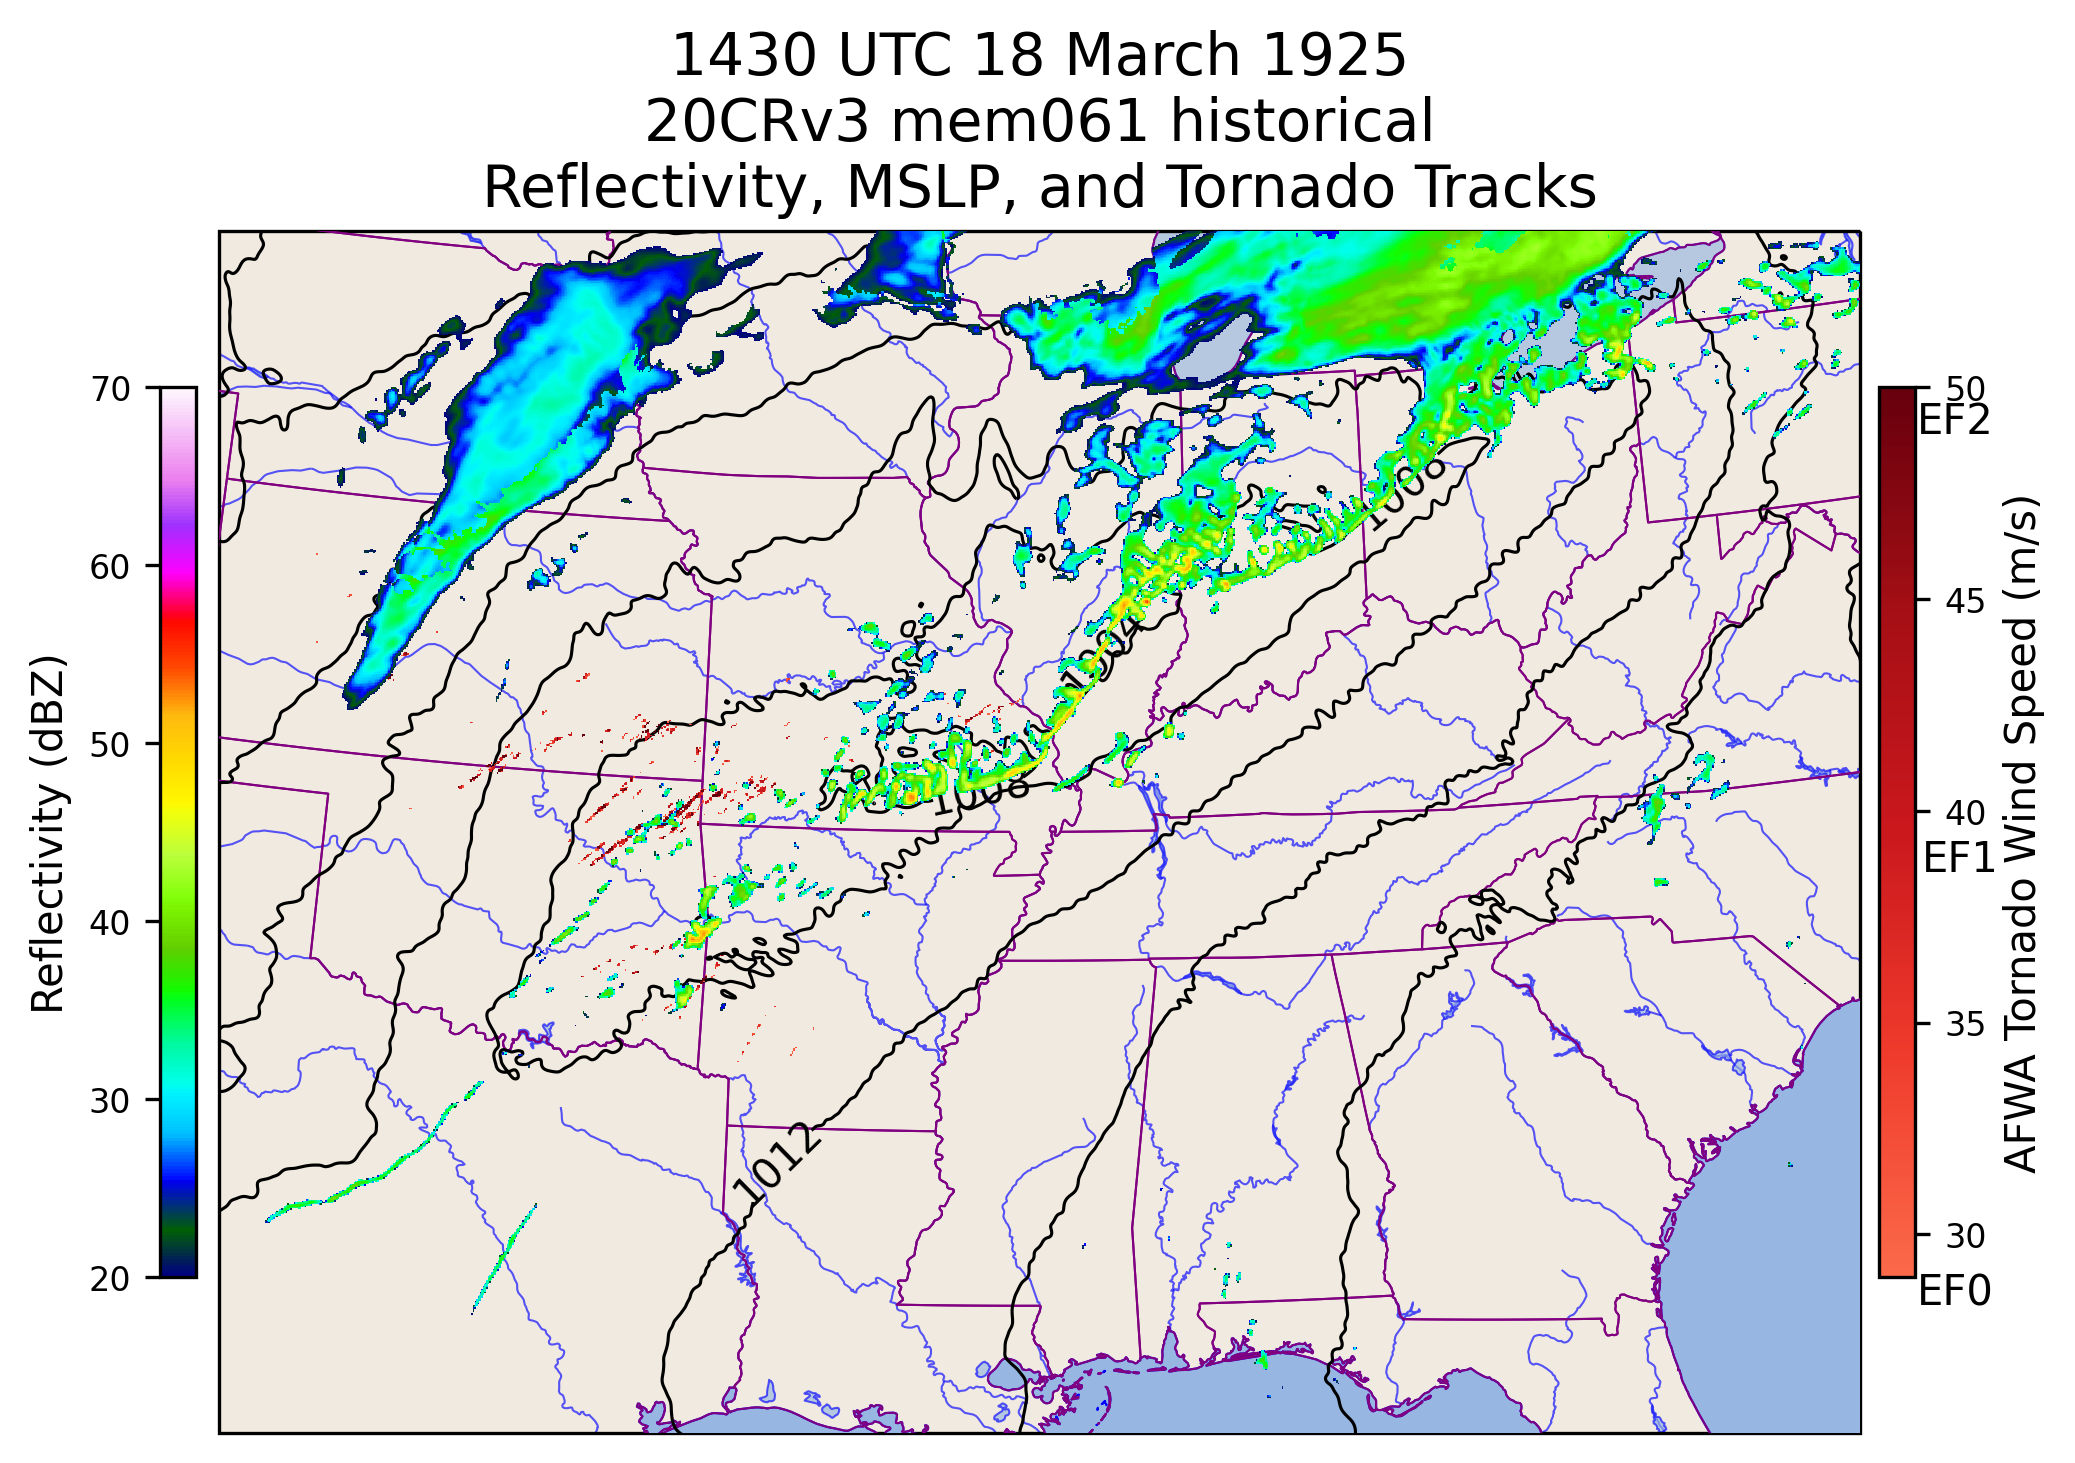 1430 UTC 18 March 1925
20CRv3 mem061 historical
Reflectivity, MSLP, and Tornado Tracks
70
60
50
40
30
20
Reflectivity (dBZ)
1008
1004
1008
1012
50
EF2
45
40
EF1
35
30
EF0
AFWA Tornado Wind Speed (m/s)